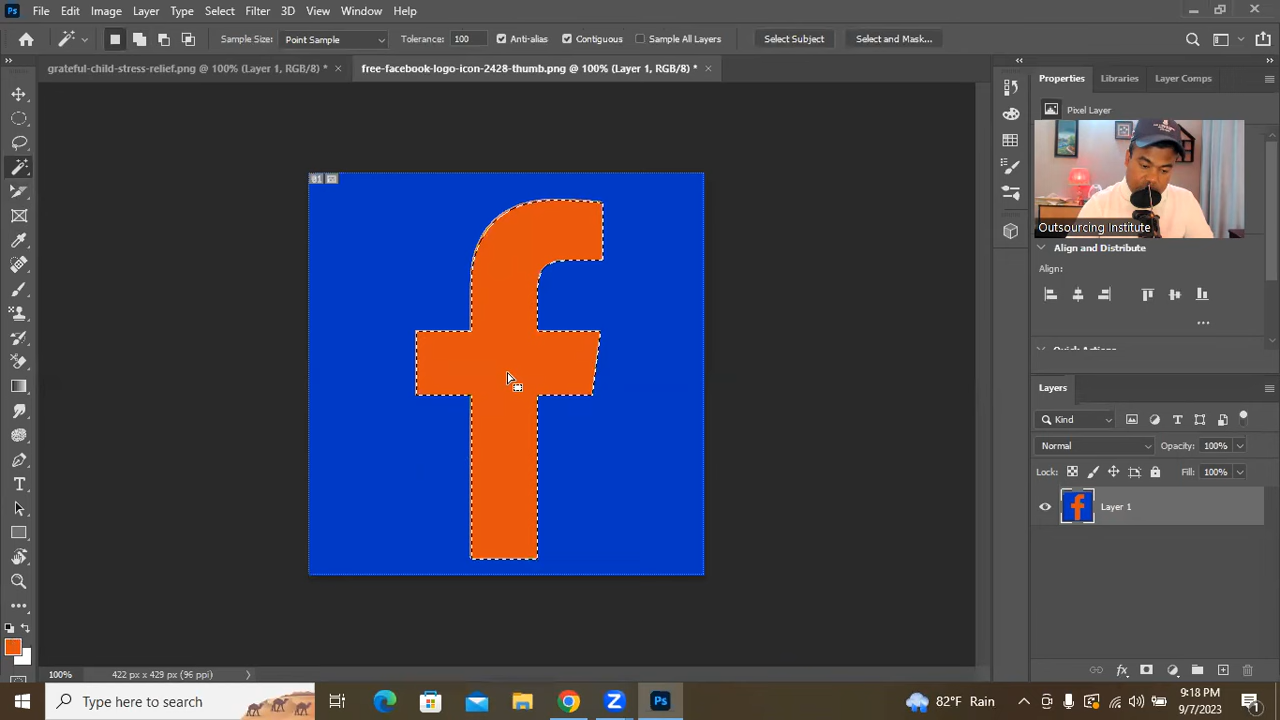 Ps File Edit Image Layer Type Select Filter 3D View Window Help
Sample Size: Point Sample Tolerance: 100 Anti-alias Contiguous Sample All Layers Select Subject Select and Mask...
grateful-child-stress-relief.png @ 100% (Layer 1, RGB/8) * × free-facebook-logo-icon-2428-thumb.png @ 100% (Layer 1, RGB/8) * ×
Properties Libraries Layer Comps
Pixel Layer
01
f
Outsourcing Institute
Align and Distribute
Align:
...
Quick Actions
Layers
Kind
Normal Opacity: 100%
Lock: Fill: 100%
Layer 1
100% 422 px x 429 px (96 ppi)
Type here to search
Ps
82°F Rain
9:18 PM
9/7/2023
1